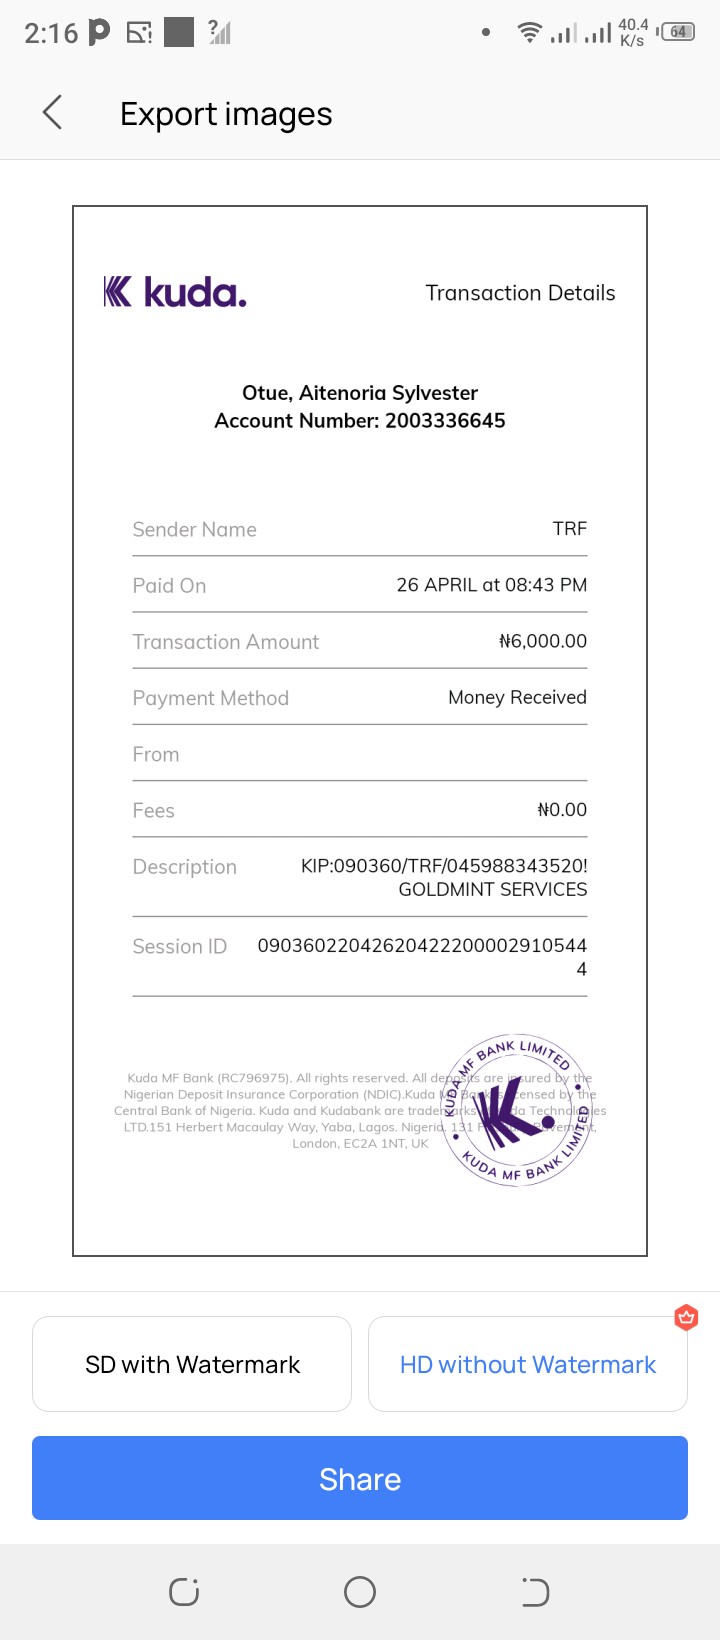 2:16
40.4
K/s
64
Export images
kuda.
Transaction Details
Otue, Aitenoria Sylvester
Account Number: 2003336645
Sender Name TRF
Paid On 26 APRIL at 08:43 PM
Transaction Amount ₦6,000.00
Payment Method Money Received
From
Fees ₦0.00
Description KIP:090360/TRF/045988343520!
GOLDMINT SERVICES
Session ID 09036022042620422200002910544
4
Kuda MF Bank (RC796975). All rights reserved. All deposits are insured by the
Nigerian Deposit Insurance Corporation (NDIC).Kuda MF Bank is licensed by the
Central Bank of Nigeria. Kuda and Kudabank are trademarks Kuda Technologies
LTD.151 Herbert Macaulay Way, Yaba, Lagos. Nigeria. 131 Pavement,
London, EC2A 1NT, UK
KUDA MF BANK LIMITED
KUDA MF BANK LIMITED
SD with Watermark
HD without Watermark
Share